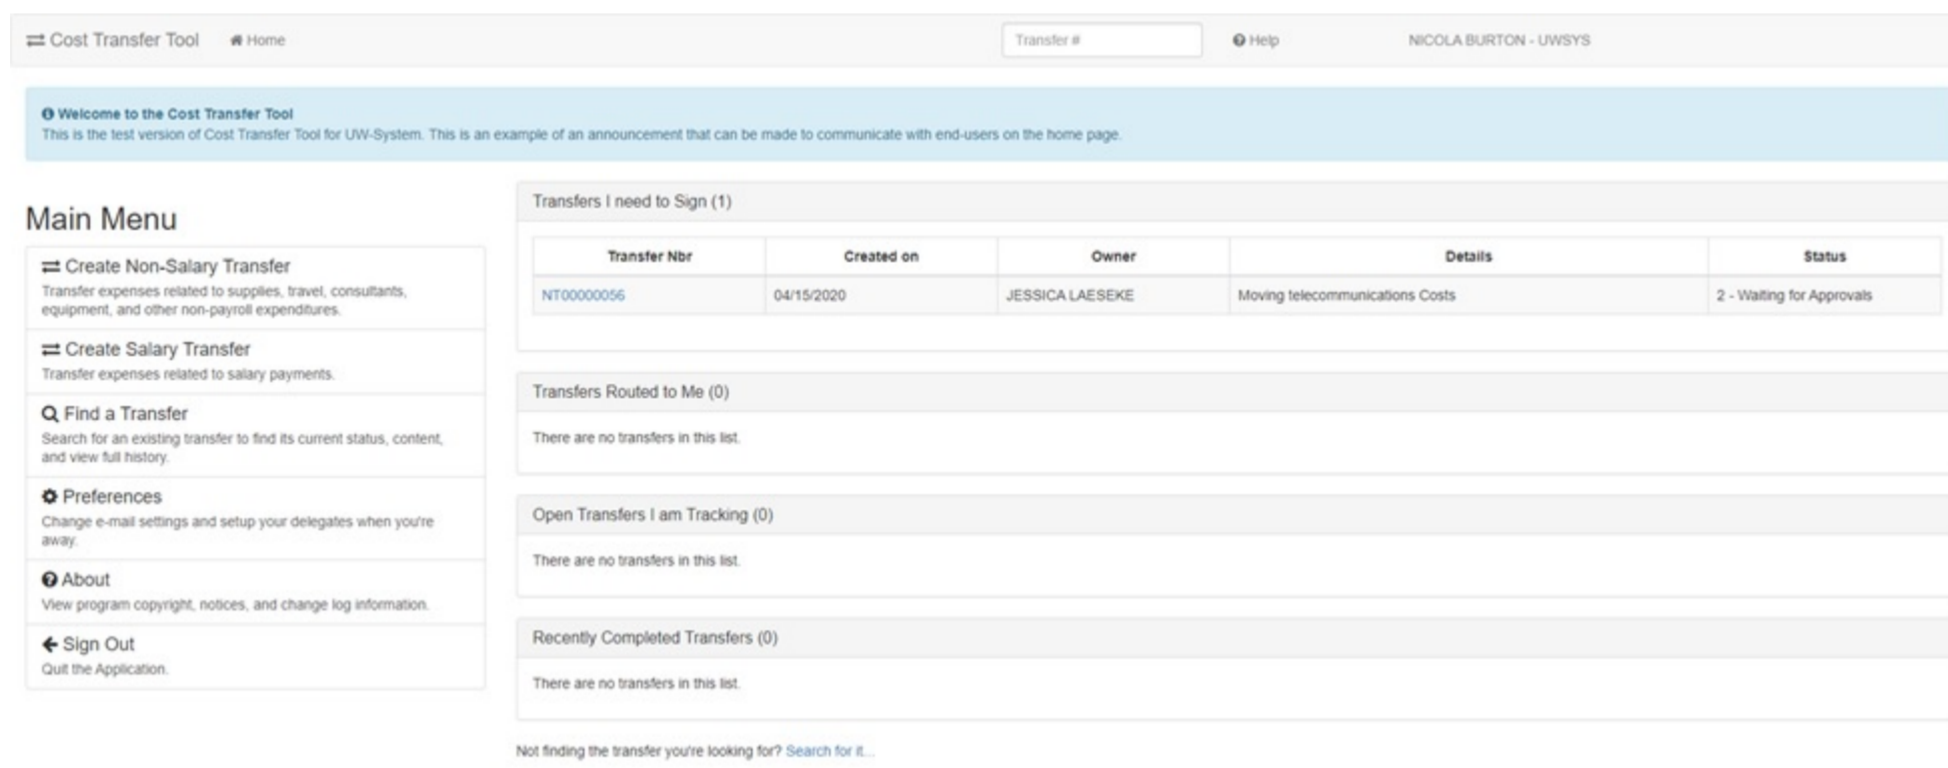 Cost Transfer Tool Home Transfer # Help NICOLA BURTON - UWSYS
Welcome to the Cost Transfer Tool
This is the test version of Cost Transfer Tool for UW-System. This is an example of an announcement that can be made to communicate with end-users on the home page.
Main Menu
Create Non-Salary Transfer
Transfer expenses related to supplies, travel, consultants,
equipment, and other non-payroll expenditures.
Create Salary Transfer
Transfer expenses related to salary payments.
Find a Transfer
Search for an existing transfer to find its current status, content,
and view full history.
Preferences
Change e-mail settings and setup your delegates when you're
away.
About
View program copyright, notices, and change log information.
Sign Out
Quit the Application.
Transfers I need to Sign (1)
Transfer Nbr Created on Owner Details Status
NT00000056 04/15/2020 JESSICA LAESEKE Moving telecommunications Costs 2 - Waiting for Approvals
Transfers Routed to Me (0)
There are no transfers in this list.
Open Transfers I am Tracking (0)
There are no transfers in this list.
Recently Completed Transfers (0)
There are no transfers in this list.
Not finding the transfer you're looking for? Search for it...